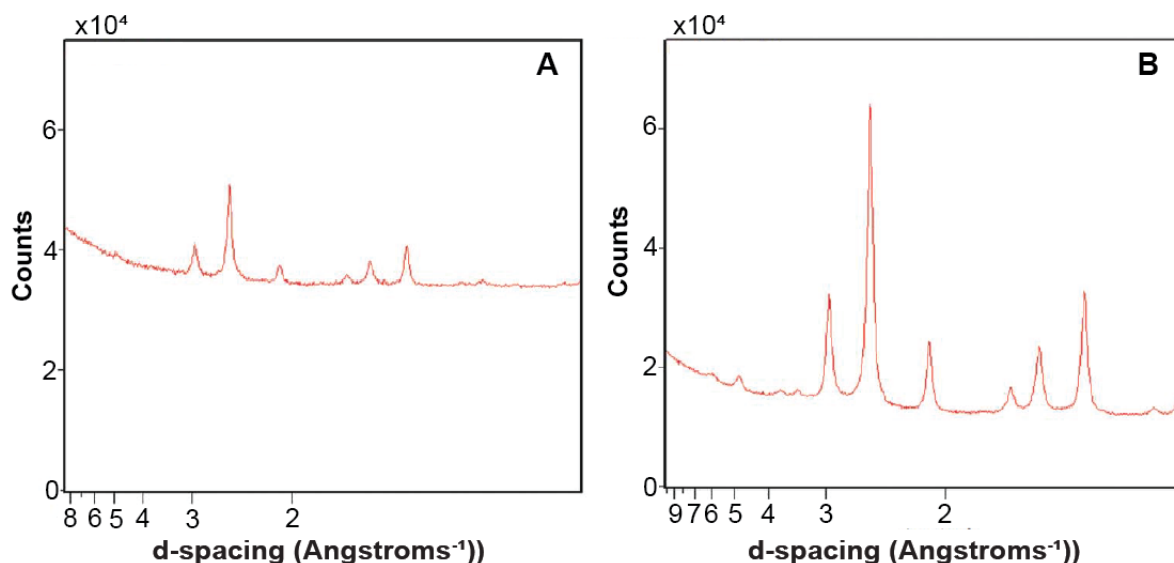 x10⁴
A
6
4
2
0
Counts
8 6 5 4 3 2
d-spacing (Angstroms⁻¹))
x10⁴
B
6
4
2
0
Counts
9 7 6 5 4 3 2
d-spacing (Angstroms⁻¹))